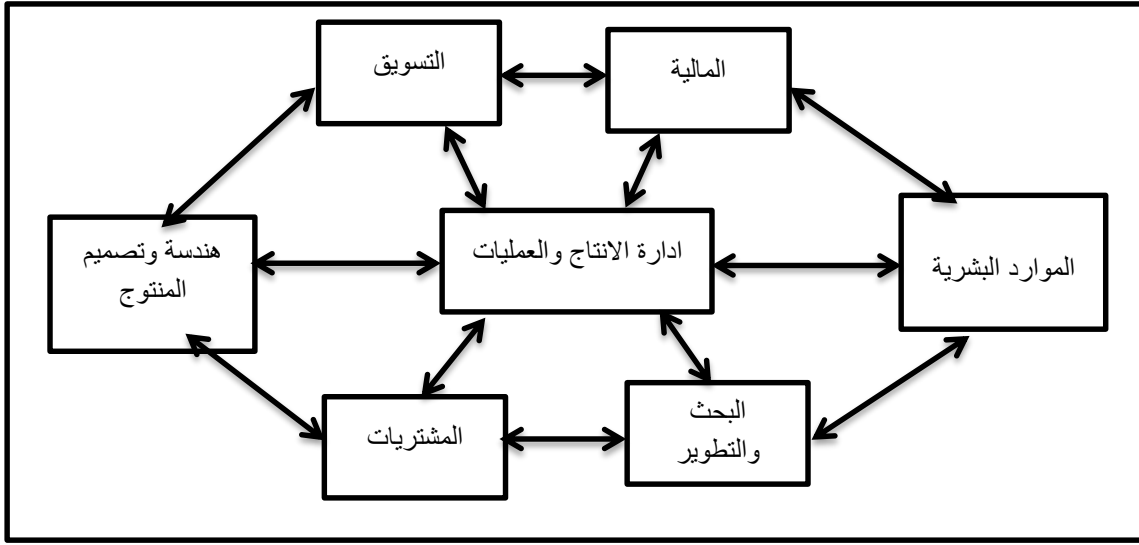 التسويق
المالية
هندسة وتصميم
المنتوج
ادارة الانتاج والعمليات
الموارد البشرية
المشتريات
البحث
والتطوير